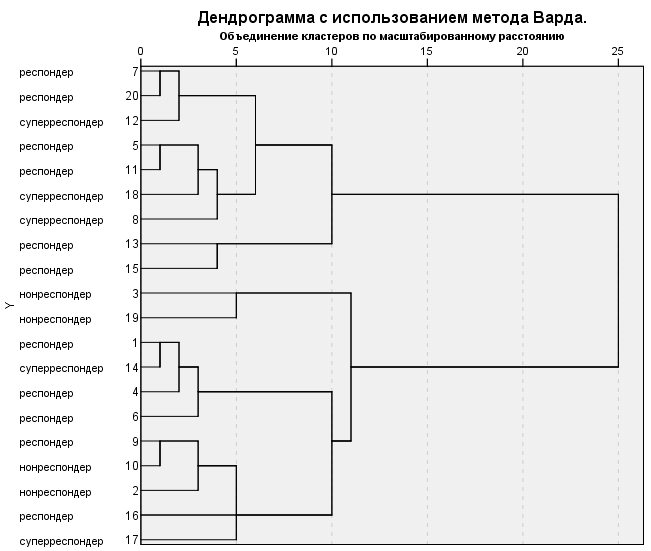 Дендрограмма с использованием метода Варда.
Объединение кластеров по масштабированному расстоянию
0 5 10 15 20 25
респондер 7
респондер 20
суперреспондер 12
респондер 5
респондер 11
суперреспондер 18
суперреспондер 8
респондер 13
респондер 15
нонреспондер 3
Y
нонреспондер 19
респондер 1
суперреспондер 14
респондер 4
респондер 6
респондер 9
нонреспондер 10
нонреспондер 2
респондер 16
суперреспондер 17